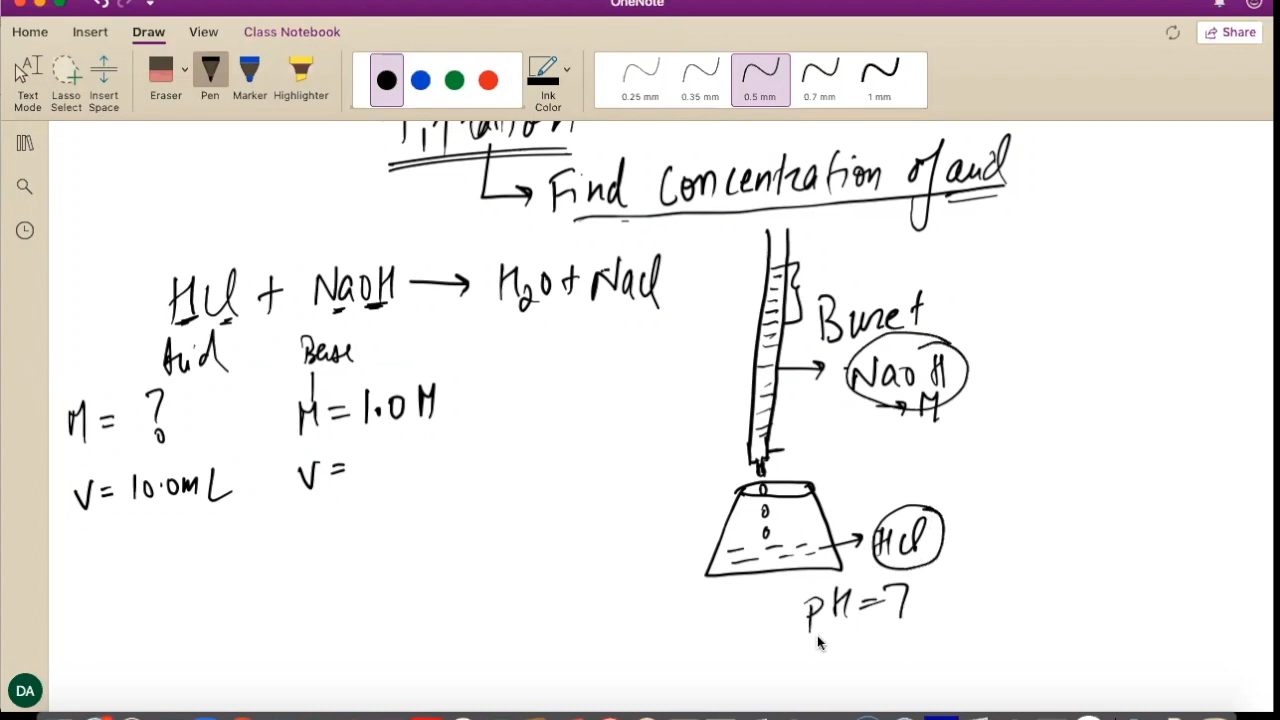 OneNote
Home Insert Draw View Class Notebook
Share
Text Mode
Lasso Select
Insert Space
Eraser
Pen
Marker
Highlighter
Ink Color
0.25 mm 0.35 mm 0.5 mm 0.7 mm 1 mm
Titration
Find Concentration of acid
HCl + NaOH → H2O + NaCl
Acid Base
Buret
NaOH
M
M = ? M = 1.0 M
V = 10.0mL V =
HCl
pH = 7
DA